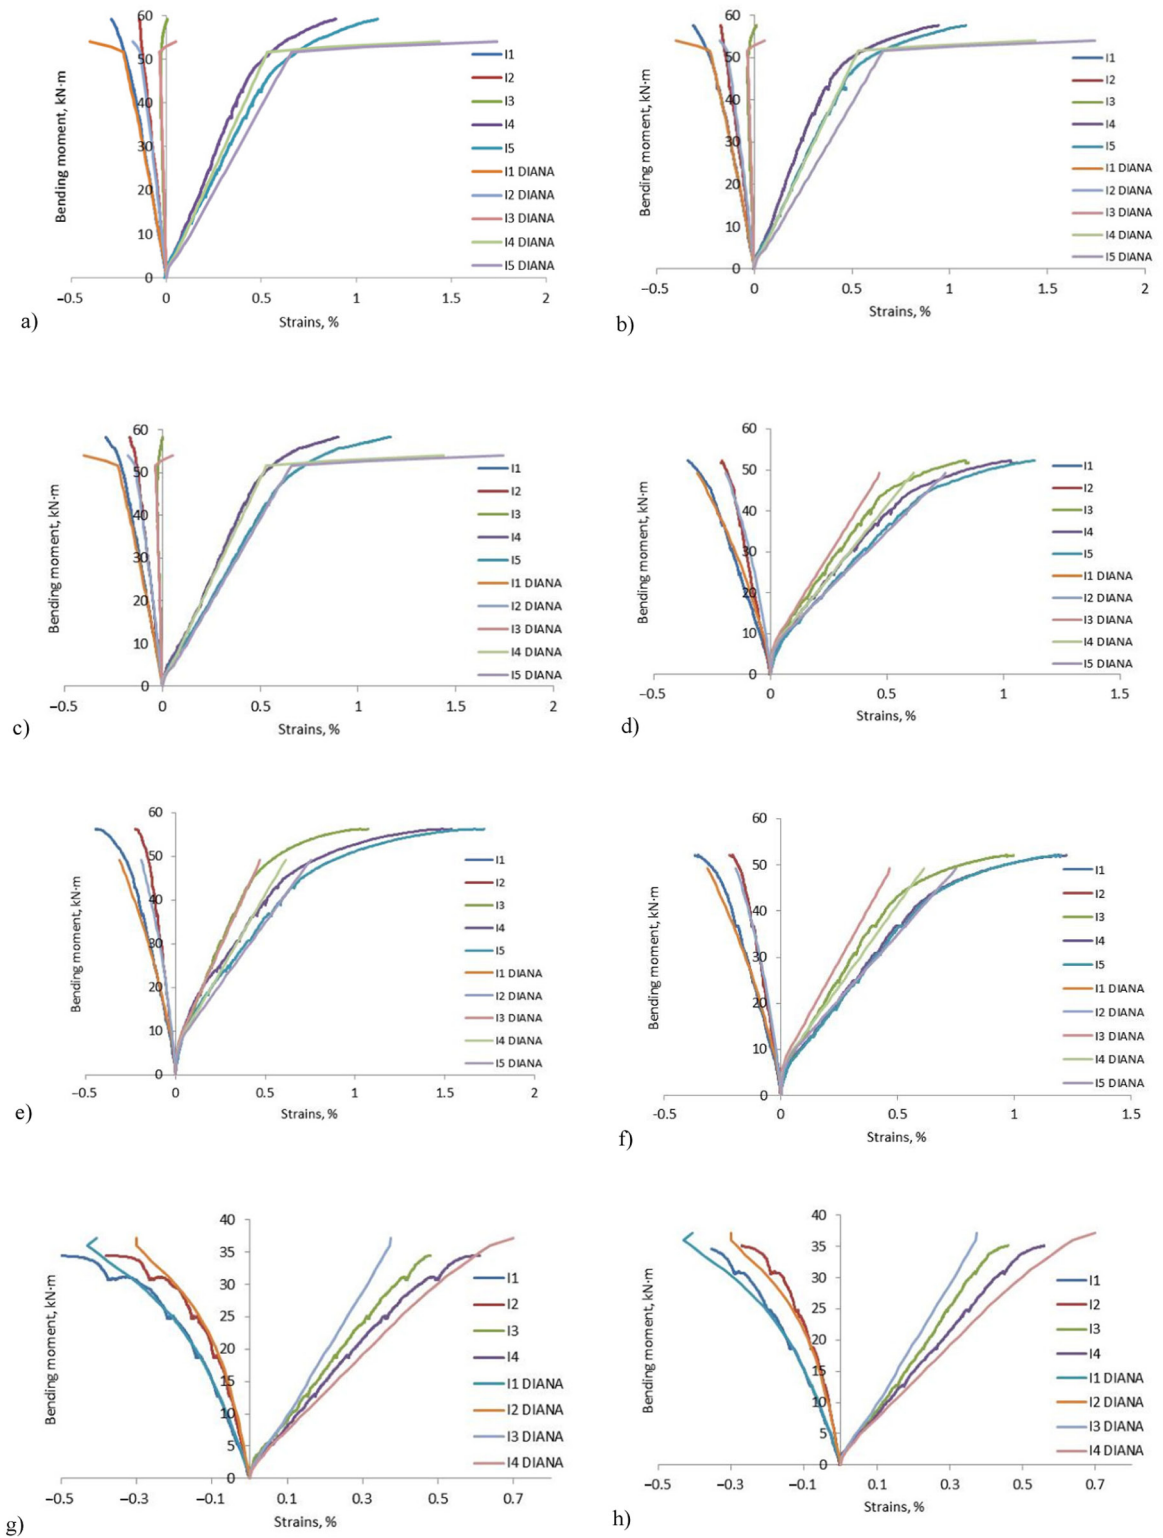 60
50
40
30
20
10
0
−0.5
0
0.5
1
1.5
2
Bending moment, kN·m
Strains, %
I1
I2
I3
I4
I5
I1 DIANA
I2 DIANA
I3 DIANA
I4 DIANA
I5 DIANA
a)
60
50
40
30
20
10
0
−0.5
0
0.5
1
1.5
2
Bending moment, kN·m
Strains, %
I1
I2
I3
I4
I5
I1 DIANA
I2 DIANA
I3 DIANA
I4 DIANA
I5 DIANA
b)
60
50
40
30
20
10
0
−0.5
0
0.5
1
1.5
2
Bending moment, kN·m
Strains, %
I1
I2
I3
I4
I5
I1 DIANA
I2 DIANA
I3 DIANA
I4 DIANA
I5 DIANA
c)
60
50
40
30
20
10
0
−0.5
0
0.5
1
1.5
Bending moment, kN·m
Strains, %
I1
I2
I3
I4
I5
I1 DIANA
I2 DIANA
I3 DIANA
I4 DIANA
I5 DIANA
d)
60
50
40
30
20
10
0
−0.5
0
0.5
1
1.5
2
Bending moment, kN·m
Strains, %
I1
I2
I3
I4
I5
I1 DIANA
I2 DIANA
I3 DIANA
I4 DIANA
I5 DIANA
e)
60
50
40
30
20
10
0
-0.5
0
0.5
1
1.5
Bending moment, kN·m
Strains, %
I1
I2
I3
I4
I5
I1 DIANA
I2 DIANA
I3 DIANA
I4 DIANA
I5 DIANA
f)
40
35
30
25
20
15
10
5
0
−0.5
−0.3
−0.1
0.1
0.3
0.5
0.7
Bending moment, kN·m
Strains, %
I1
I2
I3
I4
I1 DIANA
I2 DIANA
I3 DIANA
I4 DIANA
g)
40
35
30
25
20
15
10
5
0
−0.5
−0.3
−0.1
0.1
0.3
0.5
0.7
Bending moment, kN·m
Strains, %
I1
I2
I3
I4
I1 DIANA
I2 DIANA
I3 DIANA
I4 DIANA
h)